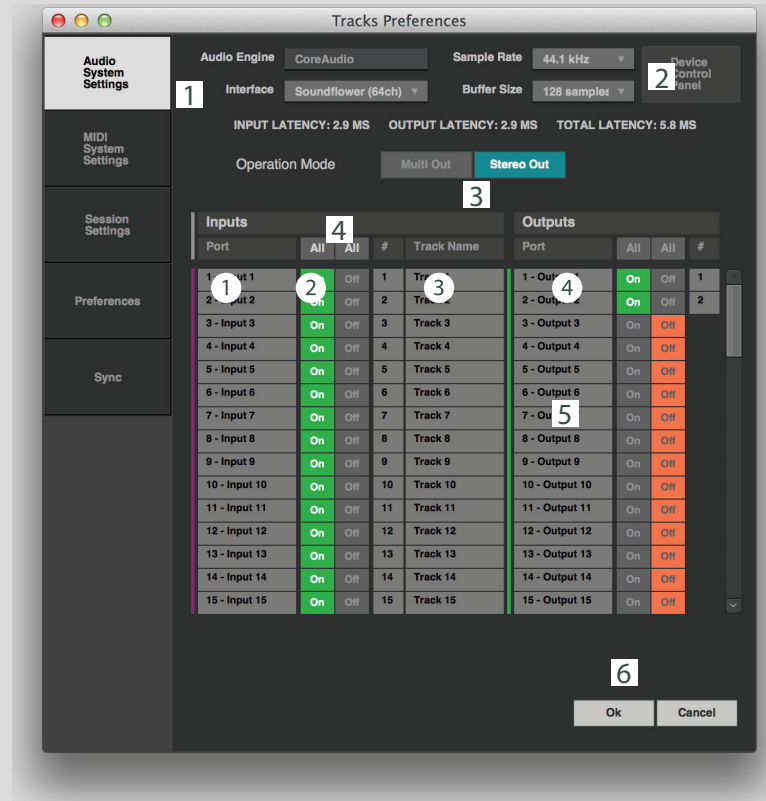 Tracks Preferences
Audio
System
Settings
MIDI
System
Settings
Session
Settings
Preferences
Sync
Audio Engine CoreAudio Sample Rate 44.1 kHz
1 Interface Soundflower (64ch) Buffer Size 128 samples
2 Panel
INPUT LATENCY: 2.9 MS OUTPUT LATENCY: 2.9 MS TOTAL LATENCY: 5.8 MS
Operation Mode Multi Out Stereo Out
3
Inputs Outputs
4
Port All All # Track Name Port All All #
1 2 Off 1 3 1 - 4 On Off 1
On Off 2 2 - On Off 2
3 - Input 3 On Off 3 Track 3 3 - Output 3 On Off
4 - Input 4 On Off 4 Track 4 4 - Output 4 On Off
5 - Input 5 On Off 5 Track 5 5 - Output 5 On Off
6 - Input 6 On Off 6 Track 6 6 - Output 6 On Off
7 - Input 7 On Off 7 Track 7 7 - 5 On Off
8 - Input 8 On Off 8 Track 8 8 - Output 8 On Off
9 - Input 9 On Off 9 Track 9 9 - Output 9 On Off
10 - Input 10 On Off 10 Track 10 10 - Output 10 On Off
11 - Input 11 On Off 11 Track 11 11 - Output 11 On Off
12 - Input 12 On Off 12 Track 12 12 - Output 12 On Off
13 - Input 13 On Off 13 Track 13 13 - Output 13 On Off
14 - Input 14 On Off 14 Track 14 14 - Output 14 On Off
15 - Input 15 On Off 15 Track 15 15 - Output 15 On Off
6
Ok Cancel